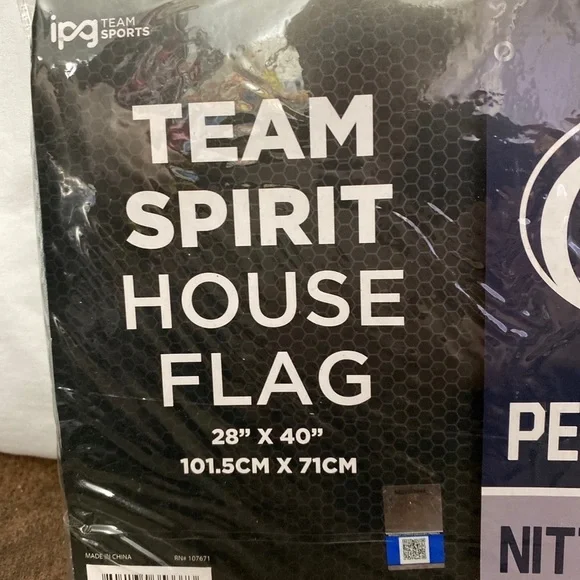 ipg TEAM SPORTS
TEAM
SPIRIT
HOUSE
FLAG
28” X 40”
101.5CM X 71CM
MADE IN CHINA
RN# 107671
PE
NIT